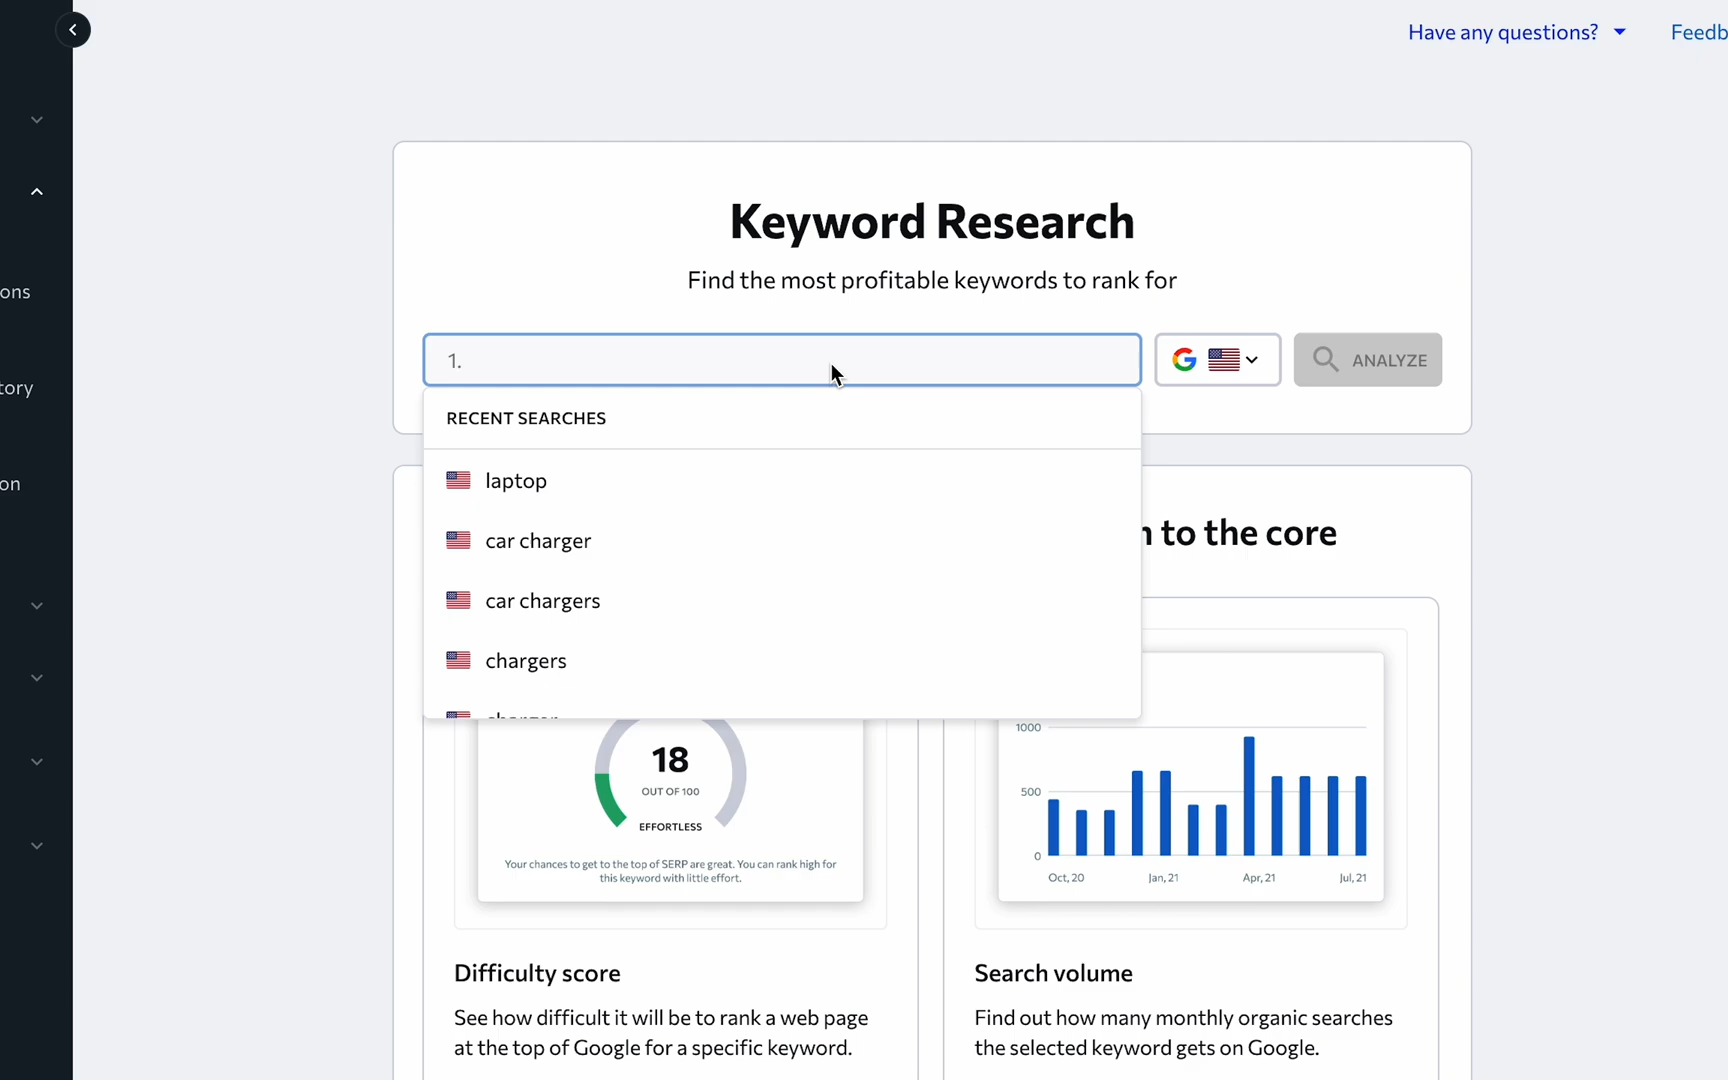 Have any questions?
Feedb
ons
tory
on
Keyword Research
Find the most profitable keywords to rank for
1.
ANALYZE
RECENT SEARCHES
laptop
car charger
car chargers
chargers
charger
n to the core
18
OUT OF 100
EFFORTLESS
Your chances to get to the top of SERP are great. You can rank high for
this keyword with little effort.
1000
500
0
Oct, 20
Jan, 21
Apr, 21
Jul, 21
Difficulty score
See how difficult it will be to rank a web page
at the top of Google for a specific keyword.
Search volume
Find out how many monthly organic searches
the selected keyword gets on Google.